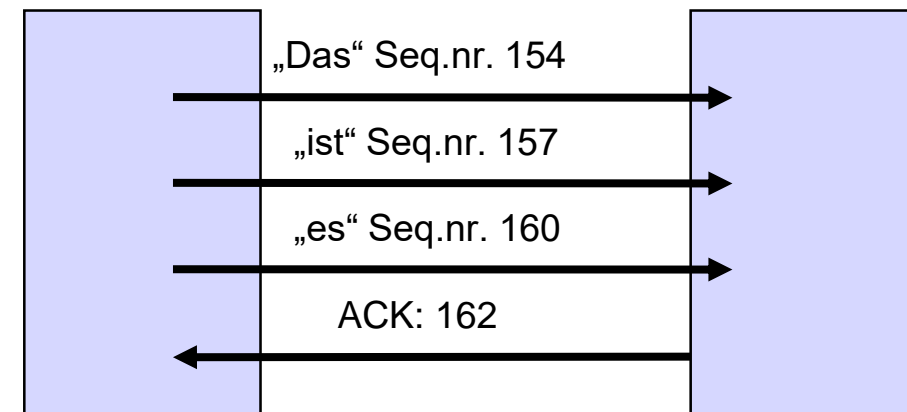 „Das“ Seq.nr. 154
„ist“ Seq.nr. 157
„es“ Seq.nr. 160
ACK: 162